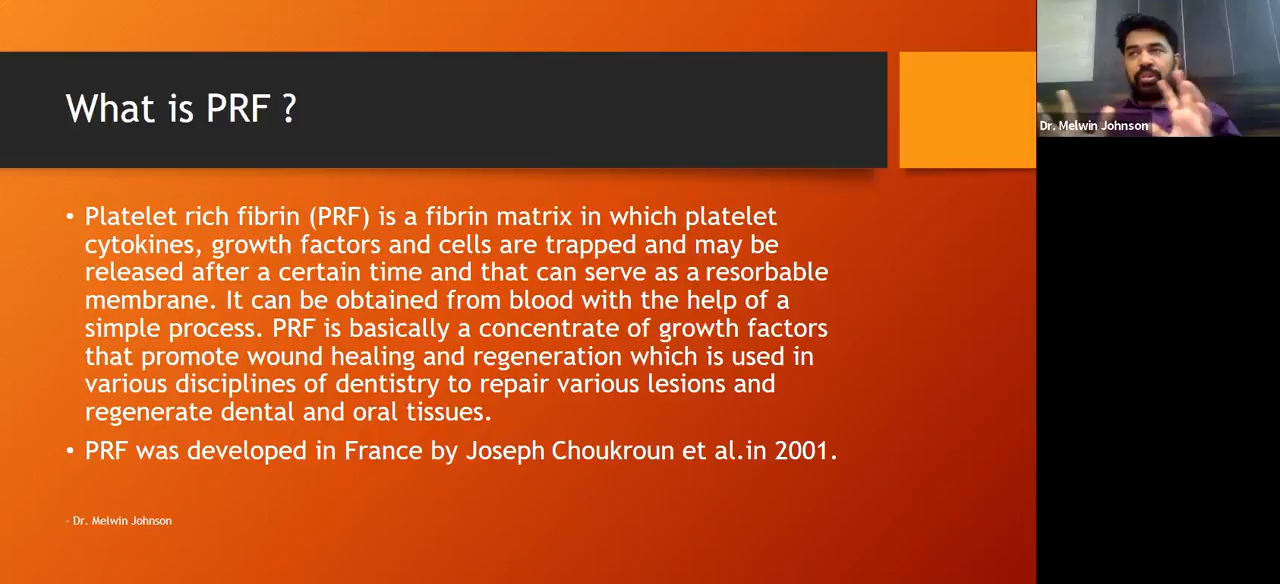 What is PRF ?
• Platelet rich fibrin (PRF) is a fibrin matrix in which platelet
cytokines, growth factors and cells are trapped and may be
released after a certain time and that can serve as a resorbable
membrane. It can be obtained from blood with the help of a
simple process. PRF is basically a concentrate of growth factors
that promote wound healing and regeneration which is used in
various disciplines of dentistry to repair various lesions and
regenerate dental and oral tissues.
• PRF was developed in France by Joseph Choukroun et al.in 2001.
- Dr. Melwin Johnson
Dr. Melwin Johnson